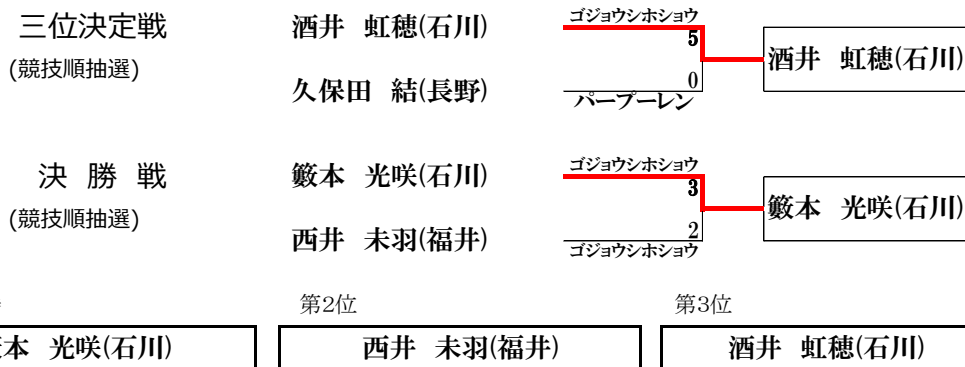 三位決定戦
(競技順抽選)
酒井 虹穂(石川)
久保田 結(長野)
ゴジョウシホショウ
5
0
パープーレン
酒井 虹穂(石川)
決 勝 戦
(競技順抽選)
籔本 光咲(石川)
西井 未羽(福井)
ゴジョウシホショウ
3
2
ゴジョウシホショウ
籔本 光咲(石川)
第2位
第3位
本 光咲(石川)
西井 未羽(福井)
酒井 虹穂(石川)